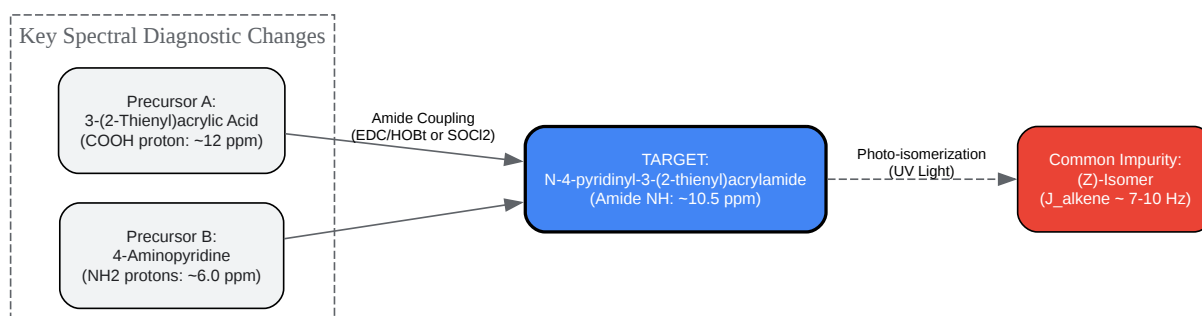 Key Spectral Diagnostic Changes
Precursor A:
3-(2-Thienyl)acrylic Acid
(COOH proton: ~12 ppm)
Amide Coupling
(EDC/HOBt or SOCl2)
Precursor B:
4-Aminopyridine
(NH2 protons: ~6.0 ppm)
TARGET:
N-4-pyridinyl-3-(2-thienyl)acrylamide
(Amide NH: ~10.5 ppm)
Photo-isomerization
(UV Light)
Common Impurity:
(Z)-Isomer
(J_alkene ~ 7-10 Hz)